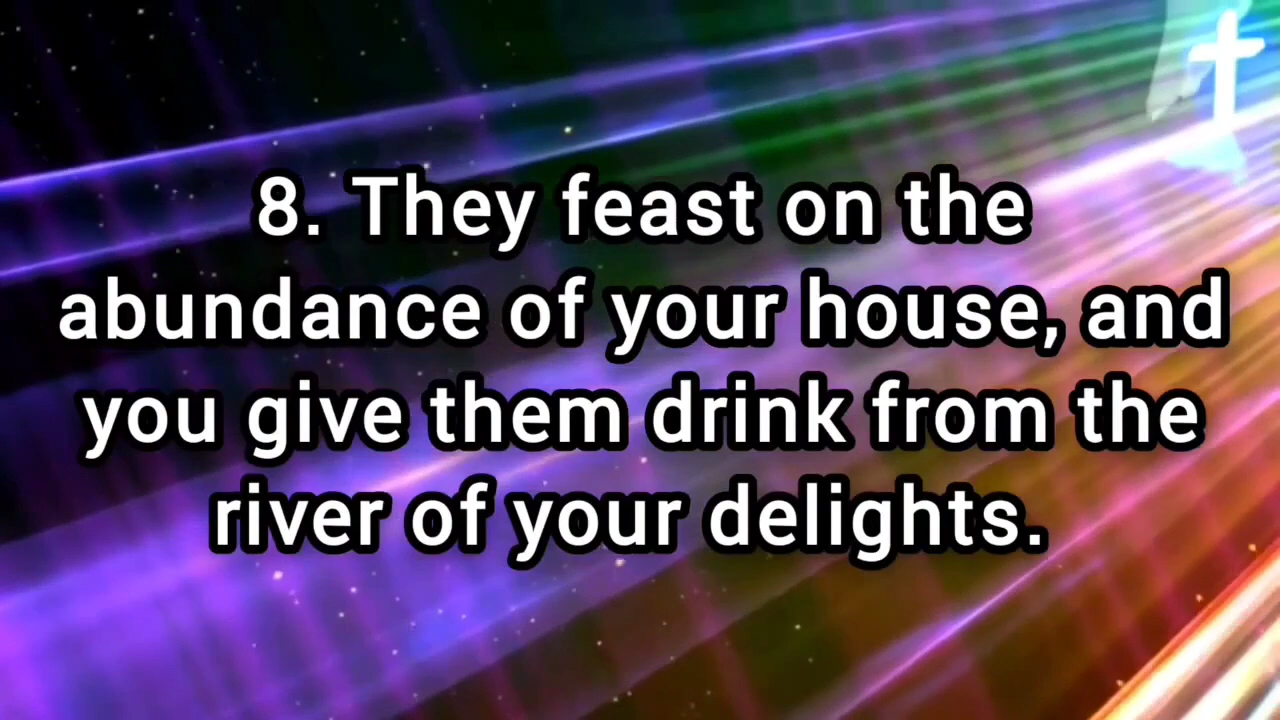 8. They feast on the
abundance of your house, and
you give them drink from the
river of your delights.